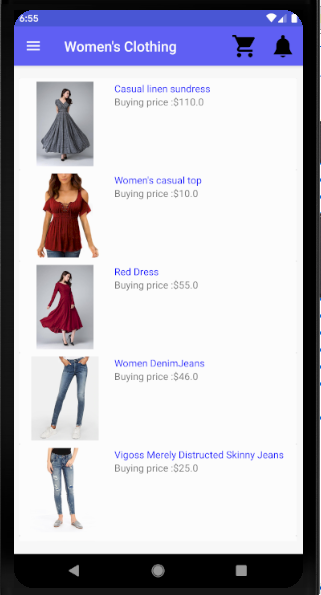 6:55
Women's Clothing
Casual linen sundress
Buying price :$110.0
Women's casual top
Buying price :$10.0
Red Dress
Buying price :$55.0
Women DenimJeans
Buying price :$46.0
Vigoss Merely Distructed Skinny Jeans
Buying price :$25.0